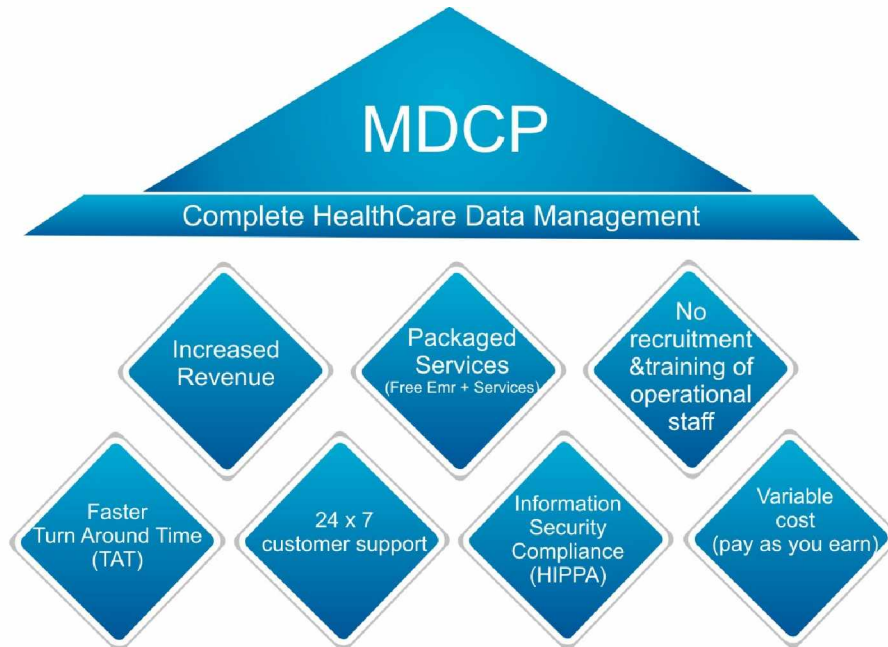 MDCP
Complete HealthCare Data Management
Increased
Revenue
Packaged
Services
(Free Emr + Services)
No
recruitment
&training of
operational
staff
Faster
Turn Around Time
(TAT)
24 x 7
customer support
Information
Security
Compliance
(HIPPA)
Variable
cost
(pay as you earn)